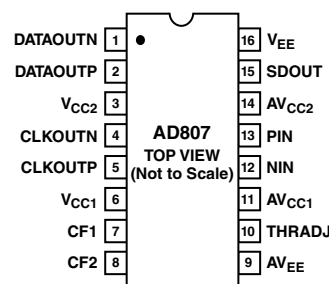 DATAOUTN 1 16 VEE
DATAOUTP 2 15 SDOUT
VCC2 3 14 AVCC2
CLKOUTN 4 AD807 13 PIN
CLKOUTP 5 TOP VIEW 12 NIN
(Not to Scale)
VCC1 6 11 AVCC1
CF1 7 10 THRADJ
CF2 8 9 AVEE